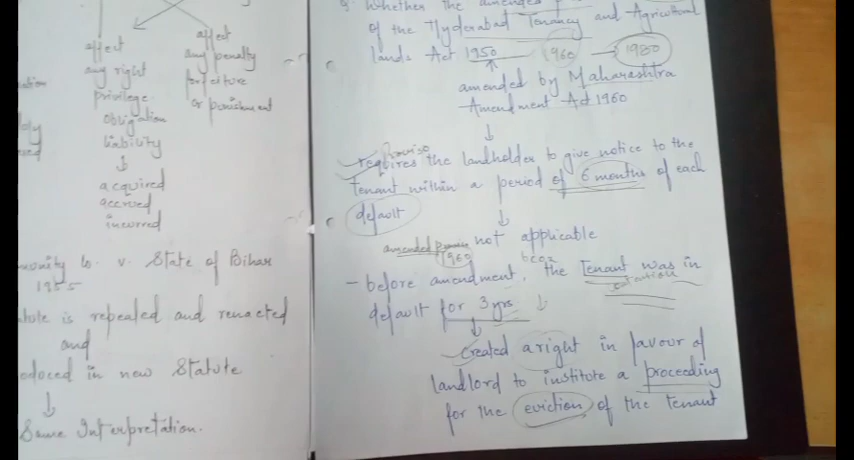 affect
any right
privilege
obligation
liability
↓
acquired
accrued
incurred
affect
any penalty
forfeiture
or punishment
v. State of Bihar
1955
is repealed and renacted
and
in new Statute
↓
Same Interpretation.
Q. Whether the amended
of the Hyderabad Tenancy and Agricultural
lands Act 1950 1960 → 1980
↑
amended by Maharashtra
Amendment Act 1960
↓
Proviso
requires the landholder to give notice to the
tenant within a period of 6 months of each
default
↓
not applicable
amended
1960
bcoz
- before amendment, the Tenant was in
default for 3 yrs ↓
↓
created a right in favour of
landlord to institute a proceeding
for the eviction of the tenant